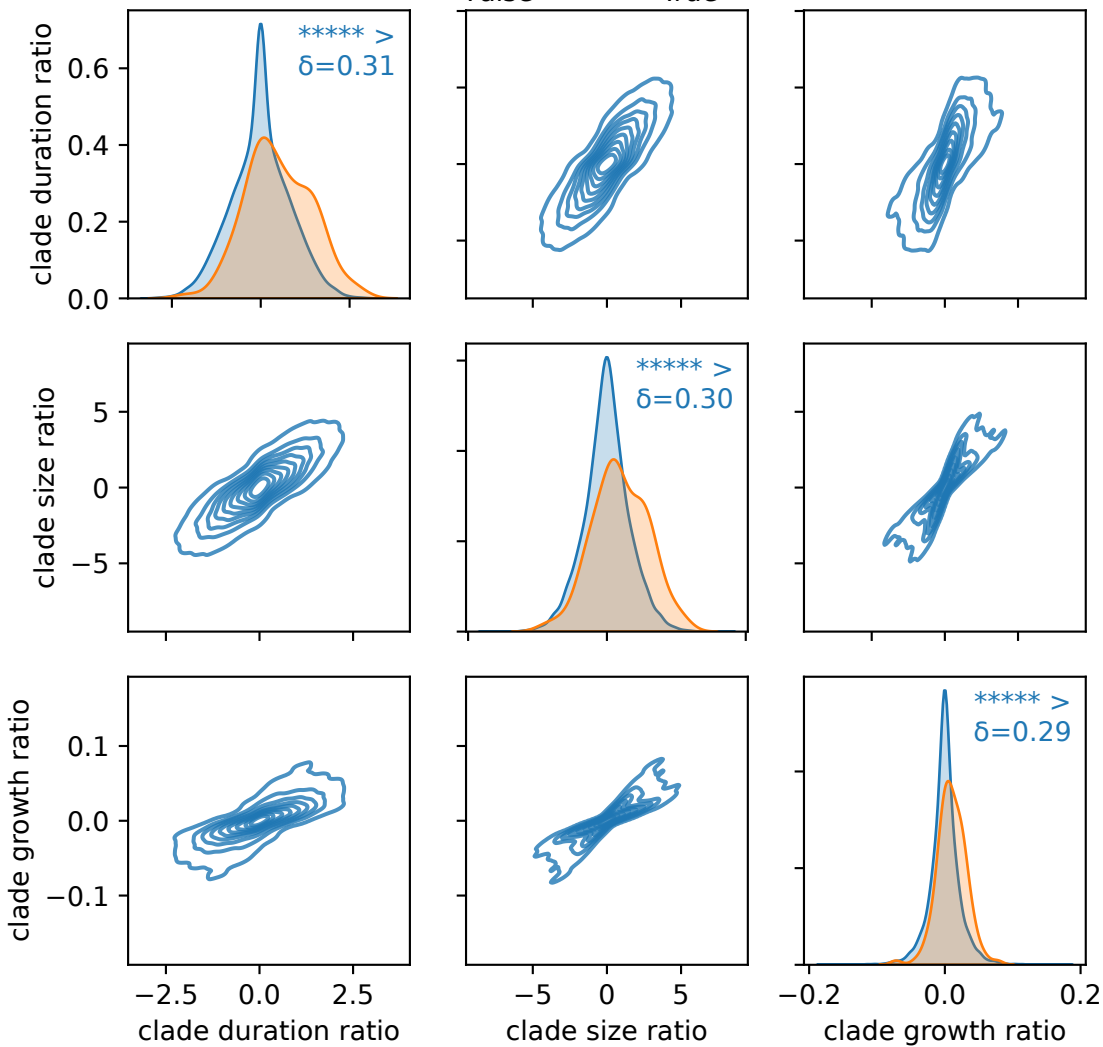 clade duration ratio
0.6
0.4
0.2
0.0
***** >
δ=0.31
clade size ratio
5
0
−5
***** >
δ=0.30
clade growth ratio
0.1
0.0
−0.1
***** >
δ=0.29
−2.5 0.0 2.5
−5 0 5
−0.2 0.0 0.2
clade duration ratio
clade size ratio
clade growth ratio